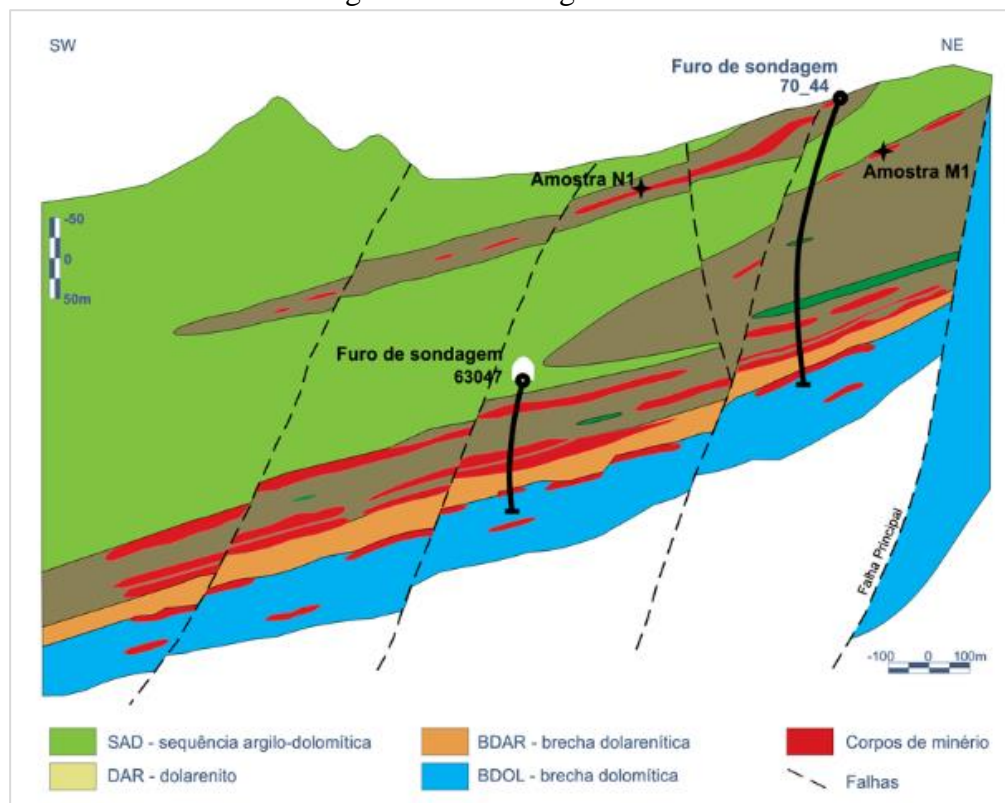 SW
NE
Furo de sondagem
70_44
Amostra N1
Amostra M1
-50
0
50m
Furo de sondagem
63047
Falha Principal
-100 0 100m
SAD - sequência argilo-dolomítica
DAR - dolarenito
BDAR - brecha dolarenítica
BDOL - brecha dolomítica
Corpos de minério
Falhas